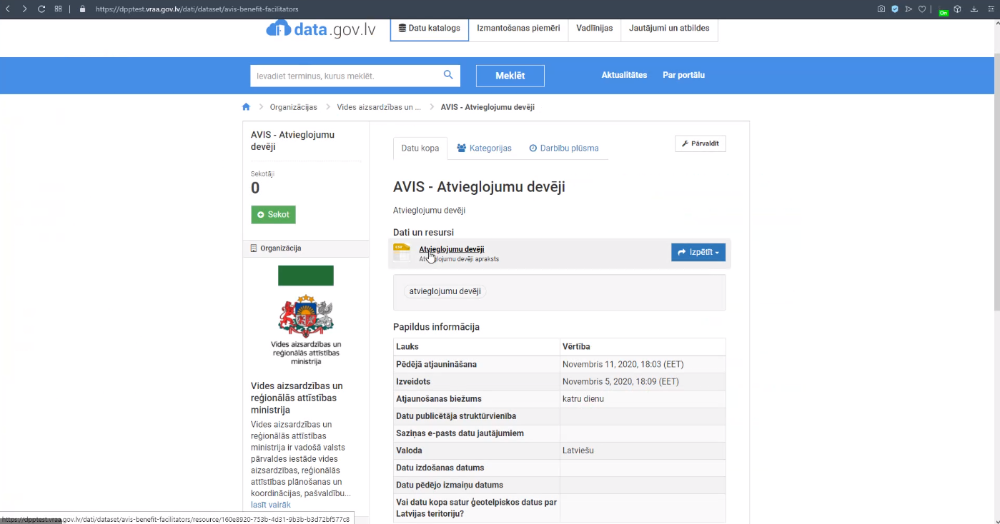 https://dpptest.vraa.gov.lv/dati/dataset/avis-benefit-facilitators
On
data.gov.lv
Datu katalogs
Izmantošanas piemēri
Vadlīnijas
Jautājumi un atbildes
Ievadiet terminus, kurus meklēt.
Meklēt
Aktualitātes
Par portālu
Organizācijas
Vides aizsardzības un ...
AVIS - Atvieglojumu devēji
AVIS - Atvieglojumu
devēji
Sekotāji
0
Sekot
Organizācija
Vides aizsardzības un
reģionālās attīstības
ministrija
Vides aizsardzības un
reģionālās attīstības
ministrija
Vides aizsardzības un
reģionālās attīstības
ministrija ir vadošā valsts
pārvaldes iestāde vides
aizsardzības, reģionālās
attīstības plānošanas un
koordinācijas, pašvaldību...
lasīt vairāk
Datu kopa
Kategorijas
Darbību plūsma
Pārvaldīt
AVIS - Atvieglojumu devēji
Atvieglojumu devēji
Dati un resursi
CSV
Atvieglojumu devēji
Atvieglojumu devēji apraksts
Izpētīt
atvieglojumu devēji
Papildus informācija
Lauks Vērtība
Pēdējā atjaunināšana Novembris 11, 2020, 18:03 (EET)
Izveidots Novembris 5, 2020, 18:09 (EET)
Atjaunošanas biežums katru dienu
Datu publicētāja struktūrvienība
Saziņas e-pasts datu jautājumiem
Valoda Latviešu
Datu izdošanas datums
Datu pēdējo izmaiņu datums
Vai datu kopa satur ģeotelpiskos datus par
Latvijas teritoriju?
https://dpptest.vraa.gov.lv/dati/dataset/avis-benefit-facilitators/resource/160e8920-753b-4d31-9b3b-b3d72bf577c8